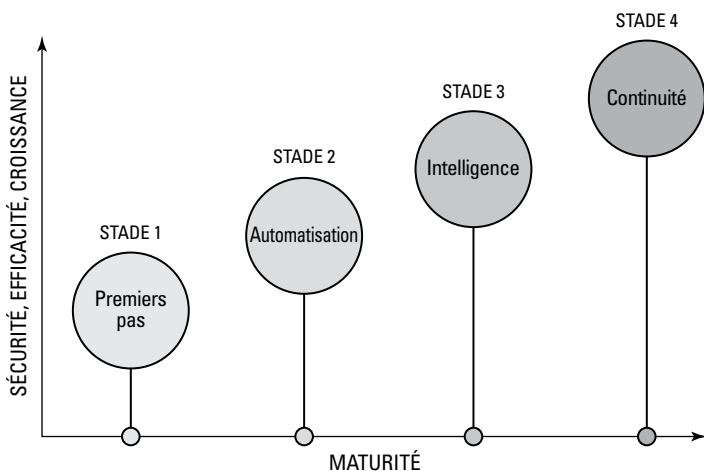 STADE 4
Continuité
STADE 3
Intelligence
STADE 2
Automatisation
STADE 1
Premiers
pas
SÉCURITÉ, EFFICACITÉ, CROISSANCE
MATURITÉ